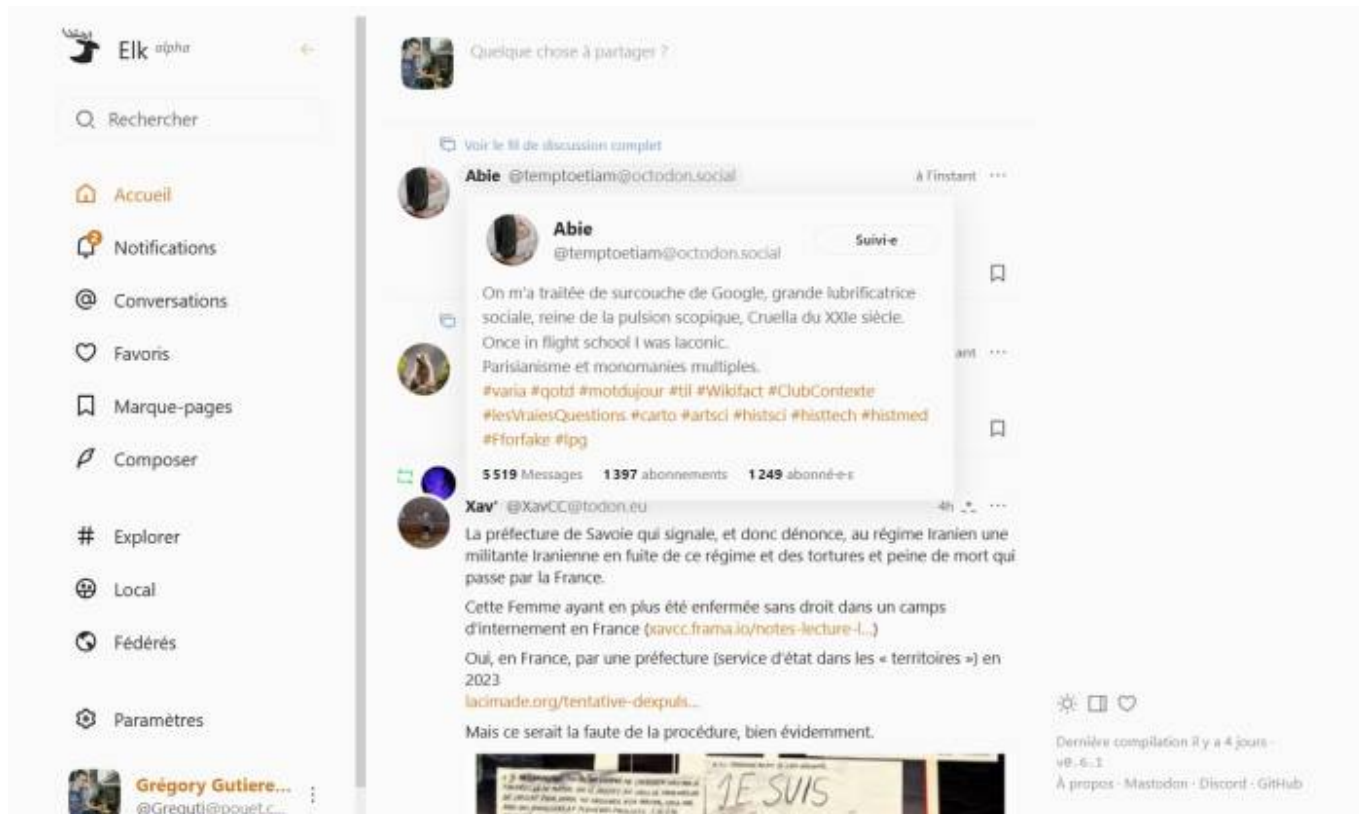 Elk alpha
Rechercher
Accueil
2
Notifications
@ Conversations
Favoris
Marque-pages
Composer
# Explorer
Local
Fédérés
Paramètres
Grégory Gutiere...
@Greguti@pouet.c...
Quelque chose à partager ?
Voir le fil de discussion complet
Abie @temptoetiam@octodon.social à l'instant ...
Abie
@temptoetiam@octodon.social
Suivi·e
On m'a traitée de surcouche de Google, grande lubrificatrice
sociale, reine de la pulsion scopique, Cruella du XXIe siècle.
Once in flight school I was laconic.
Parisianisme et monomanies multiples.
#varia #qotd #motdujour #til #Wikifact #ClubContexte
#lesVraiesQuestions #carto #artsci #histsci #histtech #histmed
#Fforfake #lpg
5 519 Messages 1 397 abonnements 1 249 abonné·e·s
ant ...
Xav' @XavCC@todon.eu 4h ...
La préfecture de Savoie qui signale, et donc dénonce, au régime Iranien une
militante Iranienne en fuite de ce régime et des tortures et peine de mort qui
passe par la France.
Cette Femme ayant en plus été enfermée sans droit dans un camps
d'internement en France (xavcc.frama.io/notes-lecture-l...)
Oui, en France, par une préfecture (service d'état dans les « territoires ») en
2023
lacimade.org/tentative-dexpuls...
Mais ce serait la faute de la procédure, bien évidemment.
JE SUIS
Dernière compilation il y a 4 jours ·
v0.6.1
À propos · Mastodon · Discord · GitHub